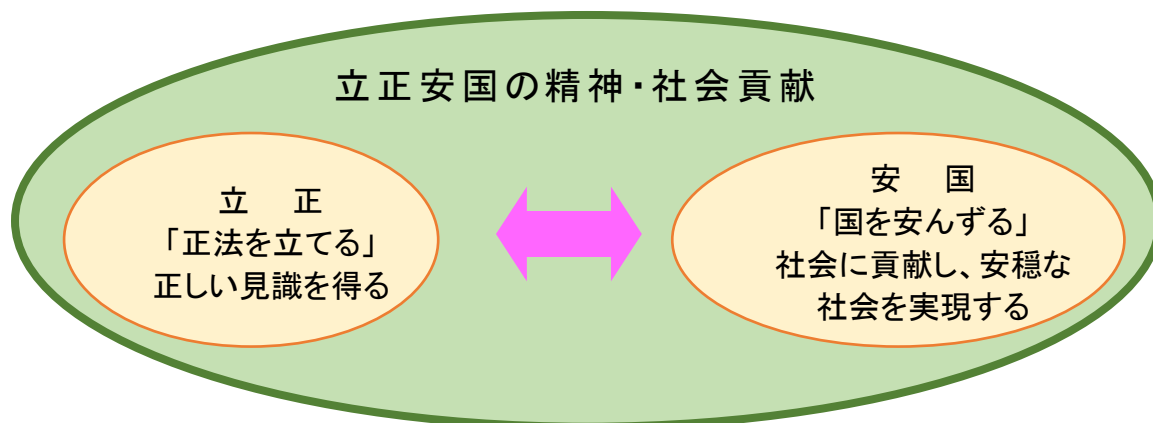 立正安国の精神・社会貢献
立　正
「正法を立てる」
正しい見識を得る
安　国
「国を安んずる」
社会に貢献し、安穏な
社会を実現する